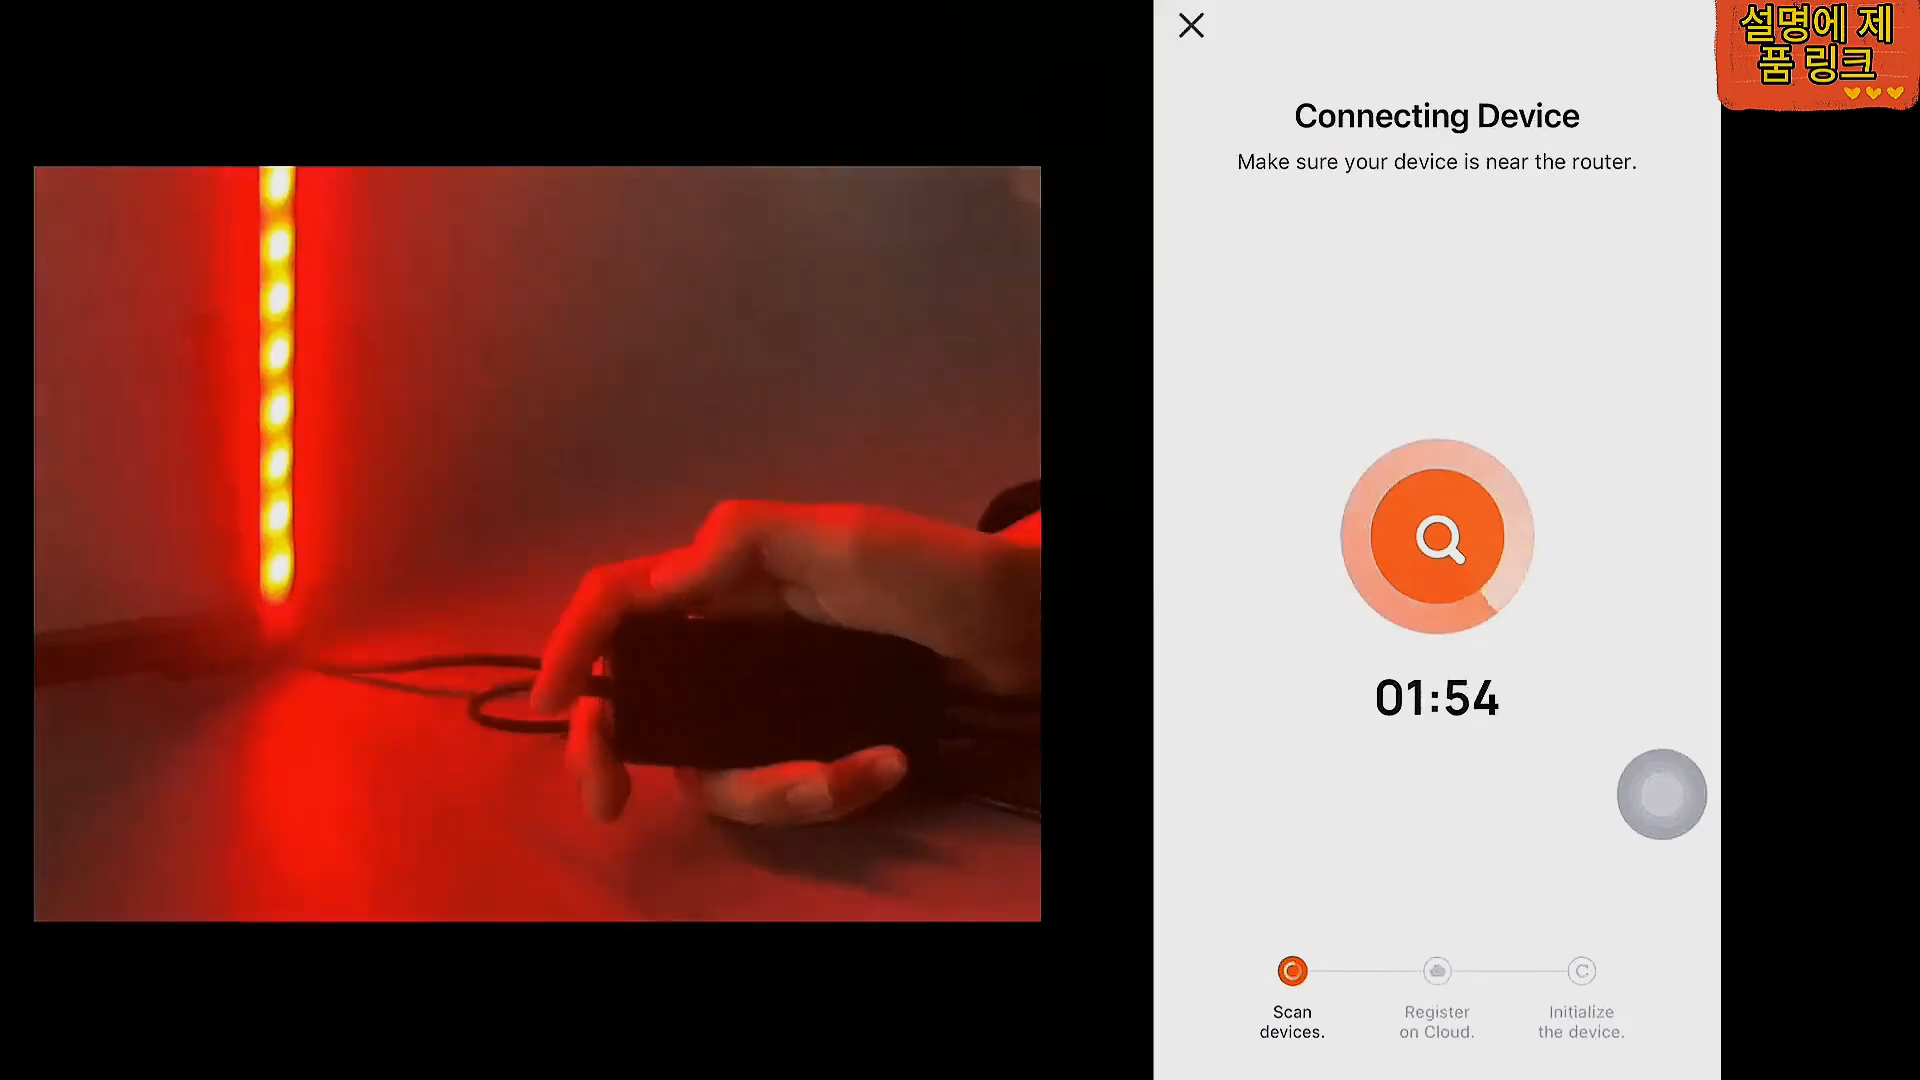 설명에 제
품 링크
Connecting Device
Make sure your device is near the router.
01:54
Scan
devices.
Register
on Cloud.
Initialize
the device.